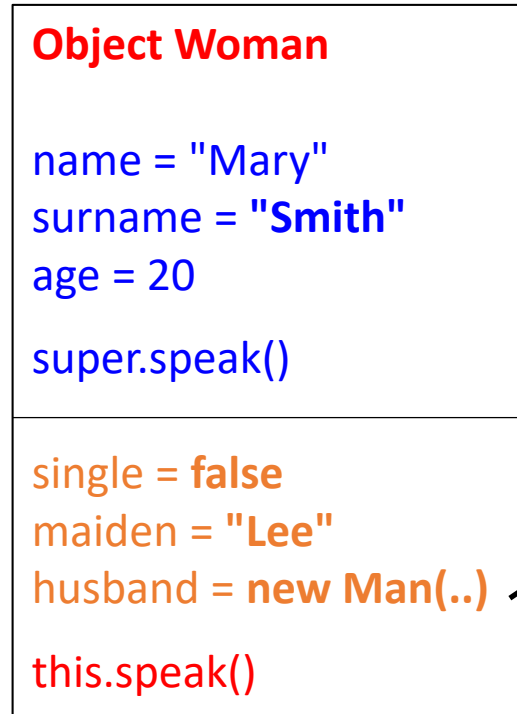 Object Woman
name = "Mary"
surname = "Smith"
age = 20
super.speak()
single = false
maiden = "Lee"
husband = new Man(..)
this.speak()